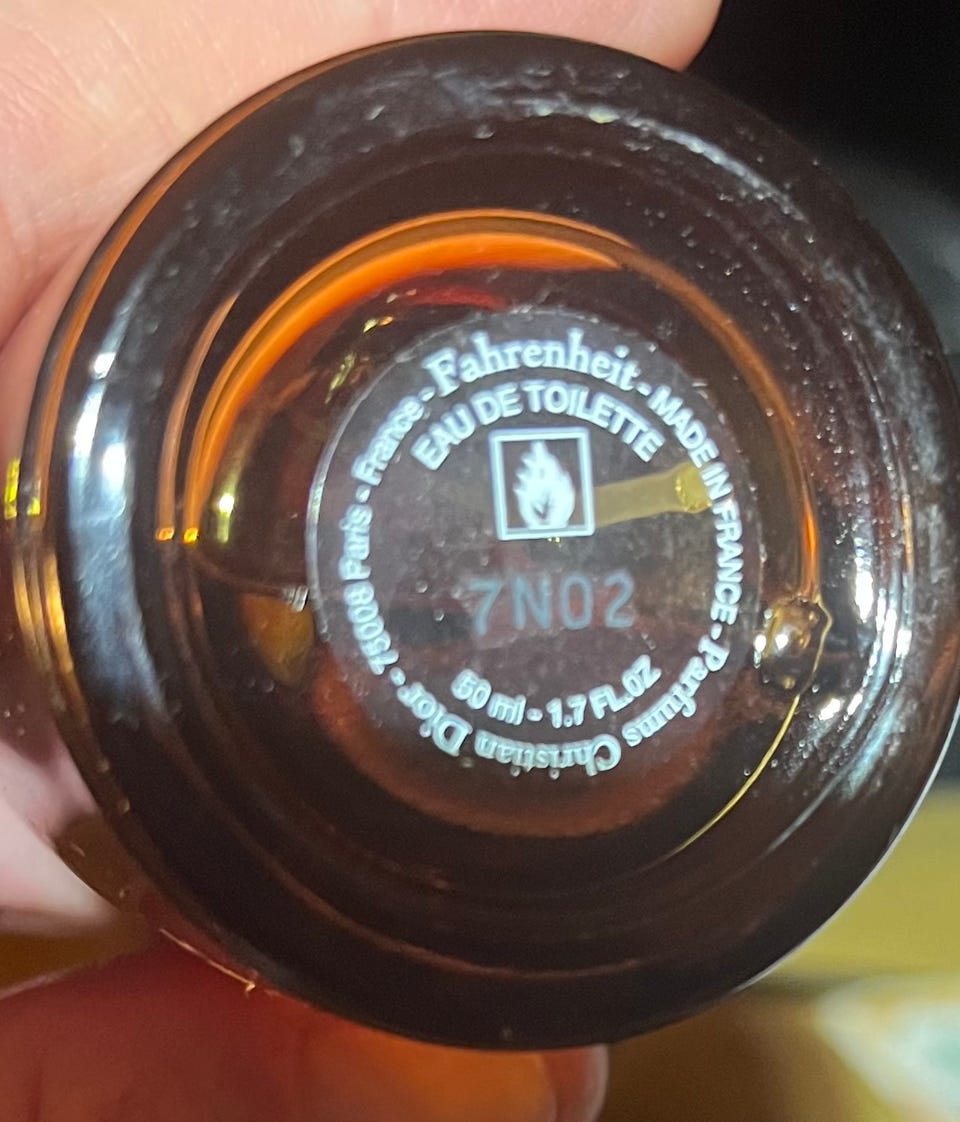 Fahrenheit - MADE IN FRANCE - Parfums Christian Dior - 75008 Paris - France -
EAU DE TOILETTE
7N02
50 ml - 1.7 FL.OZ